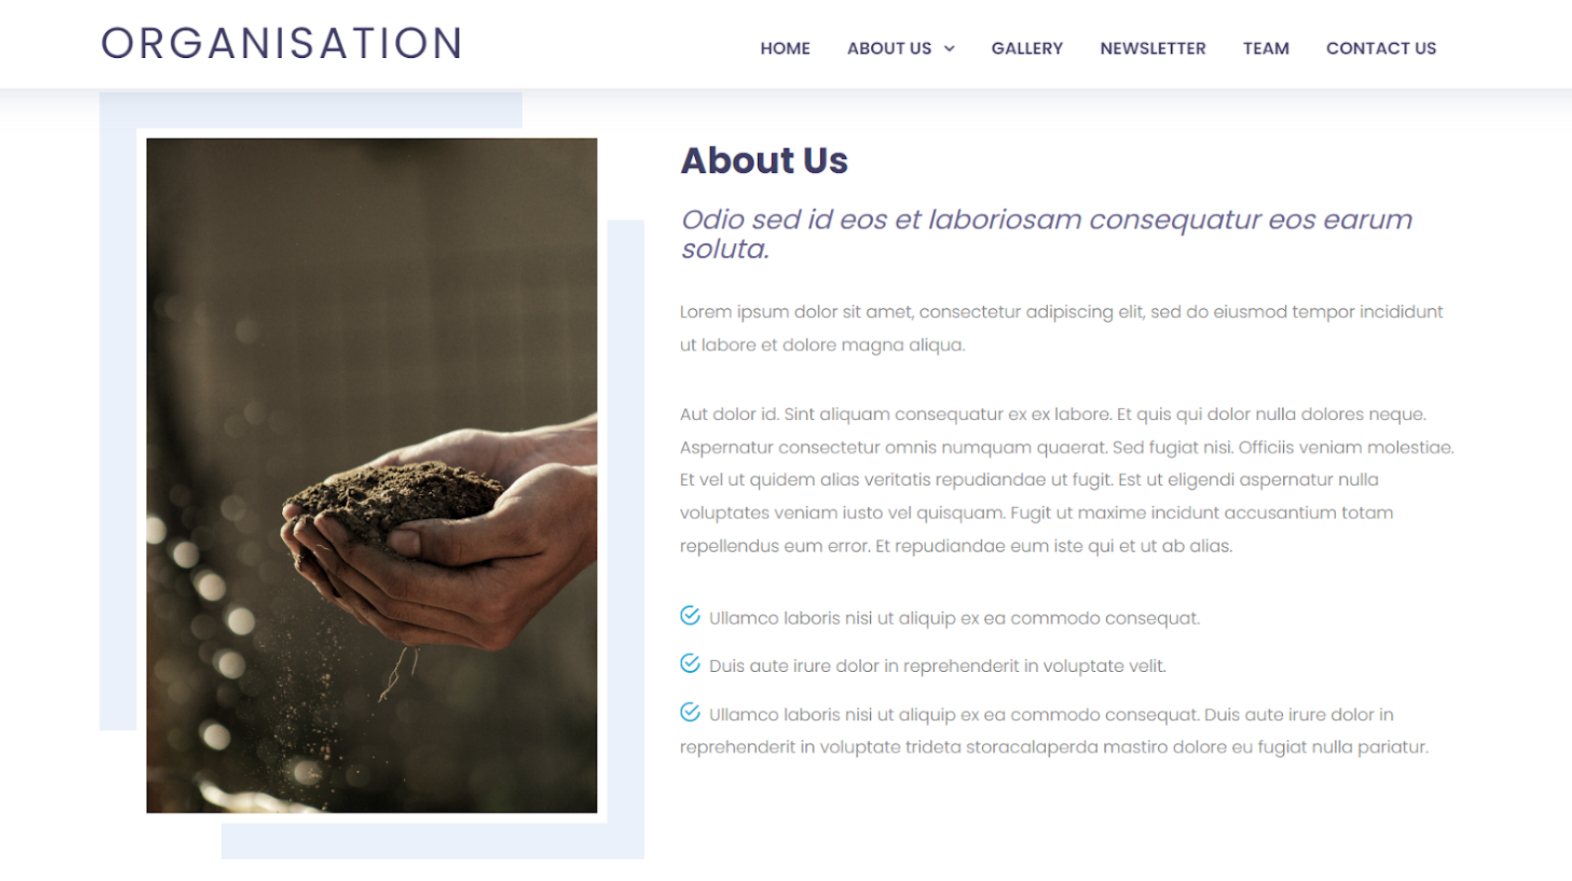 ORGANISATION
HOME ABOUT US GALLERY NEWSLETTER TEAM CONTACT US
About Us
Odio sed id eos et laboriosam consequatur eos earum
soluta.
Lorem ipsum dolor sit amet, consectetur adipiscing elit, sed do eiusmod tempor incididunt
ut labore et dolore magna aliqua.
Aut dolor id. Sint aliquam consequatur ex ex labore. Et quis qui dolor nulla dolores neque.
Aspernatur consectetur omnis numquam quaerat. Sed fugiat nisi. Officiis veniam molestiae.
Et vel ut quidem alias veritatis repudiandae ut fugit. Est ut eligendi aspernatur nulla
voluptates veniam iusto vel quisquam. Fugit ut maxime incidunt accusantium totam
repellendus eum error. Et repudiandae eum iste qui et ut ab alias.
Ullamco laboris nisi ut aliquip ex ea commodo consequat.
Duis aute irure dolor in reprehenderit in voluptate velit.
Ullamco laboris nisi ut aliquip ex ea commodo consequat. Duis aute irure dolor in
reprehenderit in voluptate trideta storacalaperda mastiro dolore eu fugiat nulla pariatur.